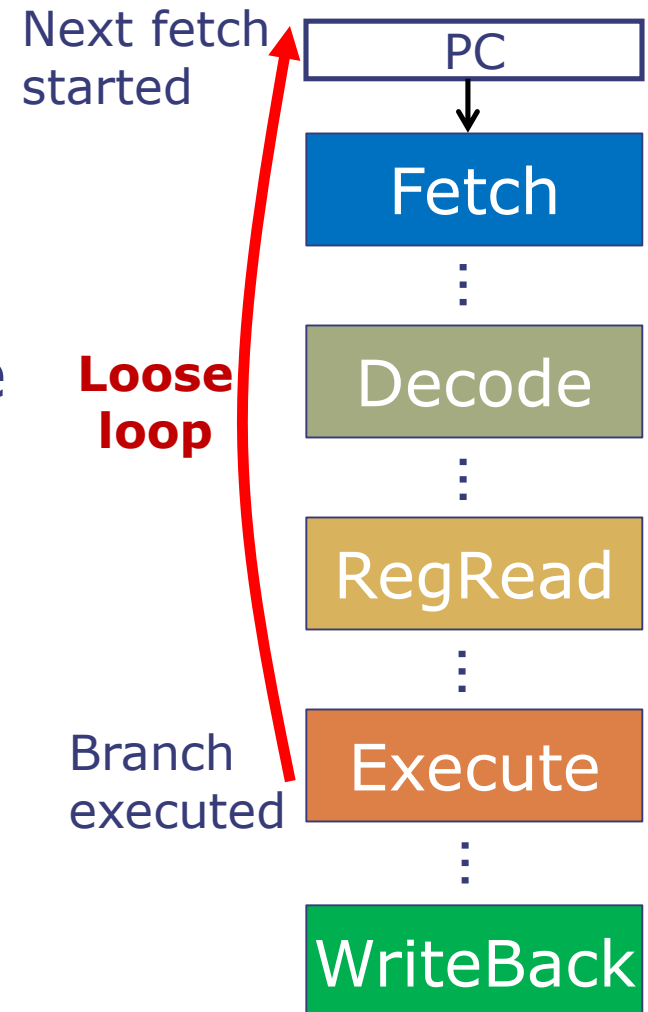 Next fetch
started
PC
Fetch
Decode
Loose
loop
RegRead
Branch
executed
Execute
WriteBack